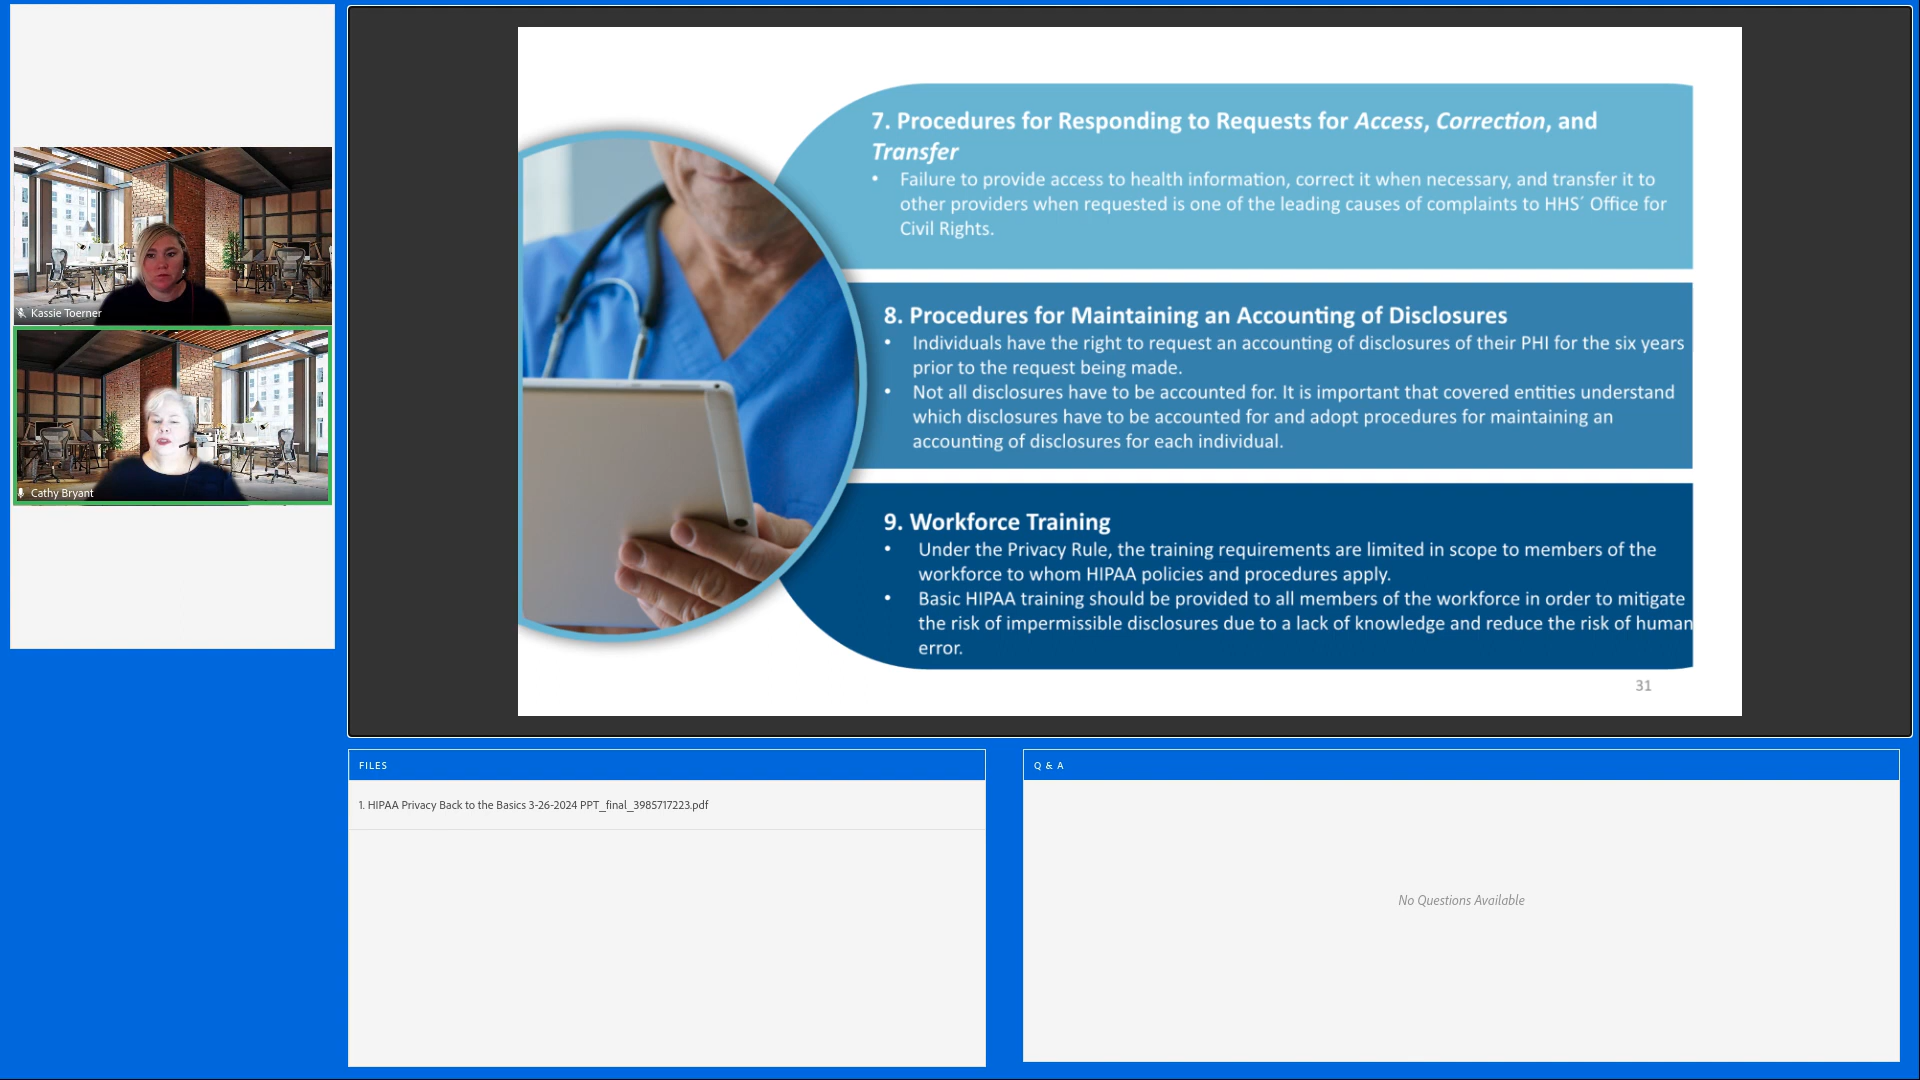 Kassie Toerner
Cathy Bryant
7. Procedures for Responding to Requests for Access, Correction, and
Transfer
• Failure to provide access to health information, correct it when necessary, and transfer it to
other providers when requested is one of the leading causes of complaints to HHS´ Office for
Civil Rights.
8. Procedures for Maintaining an Accounting of Disclosures
• Individuals have the right to request an accounting of disclosures of their PHI for the six years
prior to the request being made.
• Not all disclosures have to be accounted for. It is important that covered entities understand
which disclosures have to be accounted for and adopt procedures for maintaining an
accounting of disclosures for each individual.
9. Workforce Training
• Under the Privacy Rule, the training requirements are limited in scope to members of the
workforce to whom HIPAA policies and procedures apply.
• Basic HIPAA training should be provided to all members of the workforce in order to mitigate
the risk of impermissible disclosures due to a lack of knowledge and reduce the risk of human
error.
31
FILES
1. HIPAA Privacy Back to the Basics 3-26-2024 PPT_final_3985717223.pdf
Q & A
No Questions Available